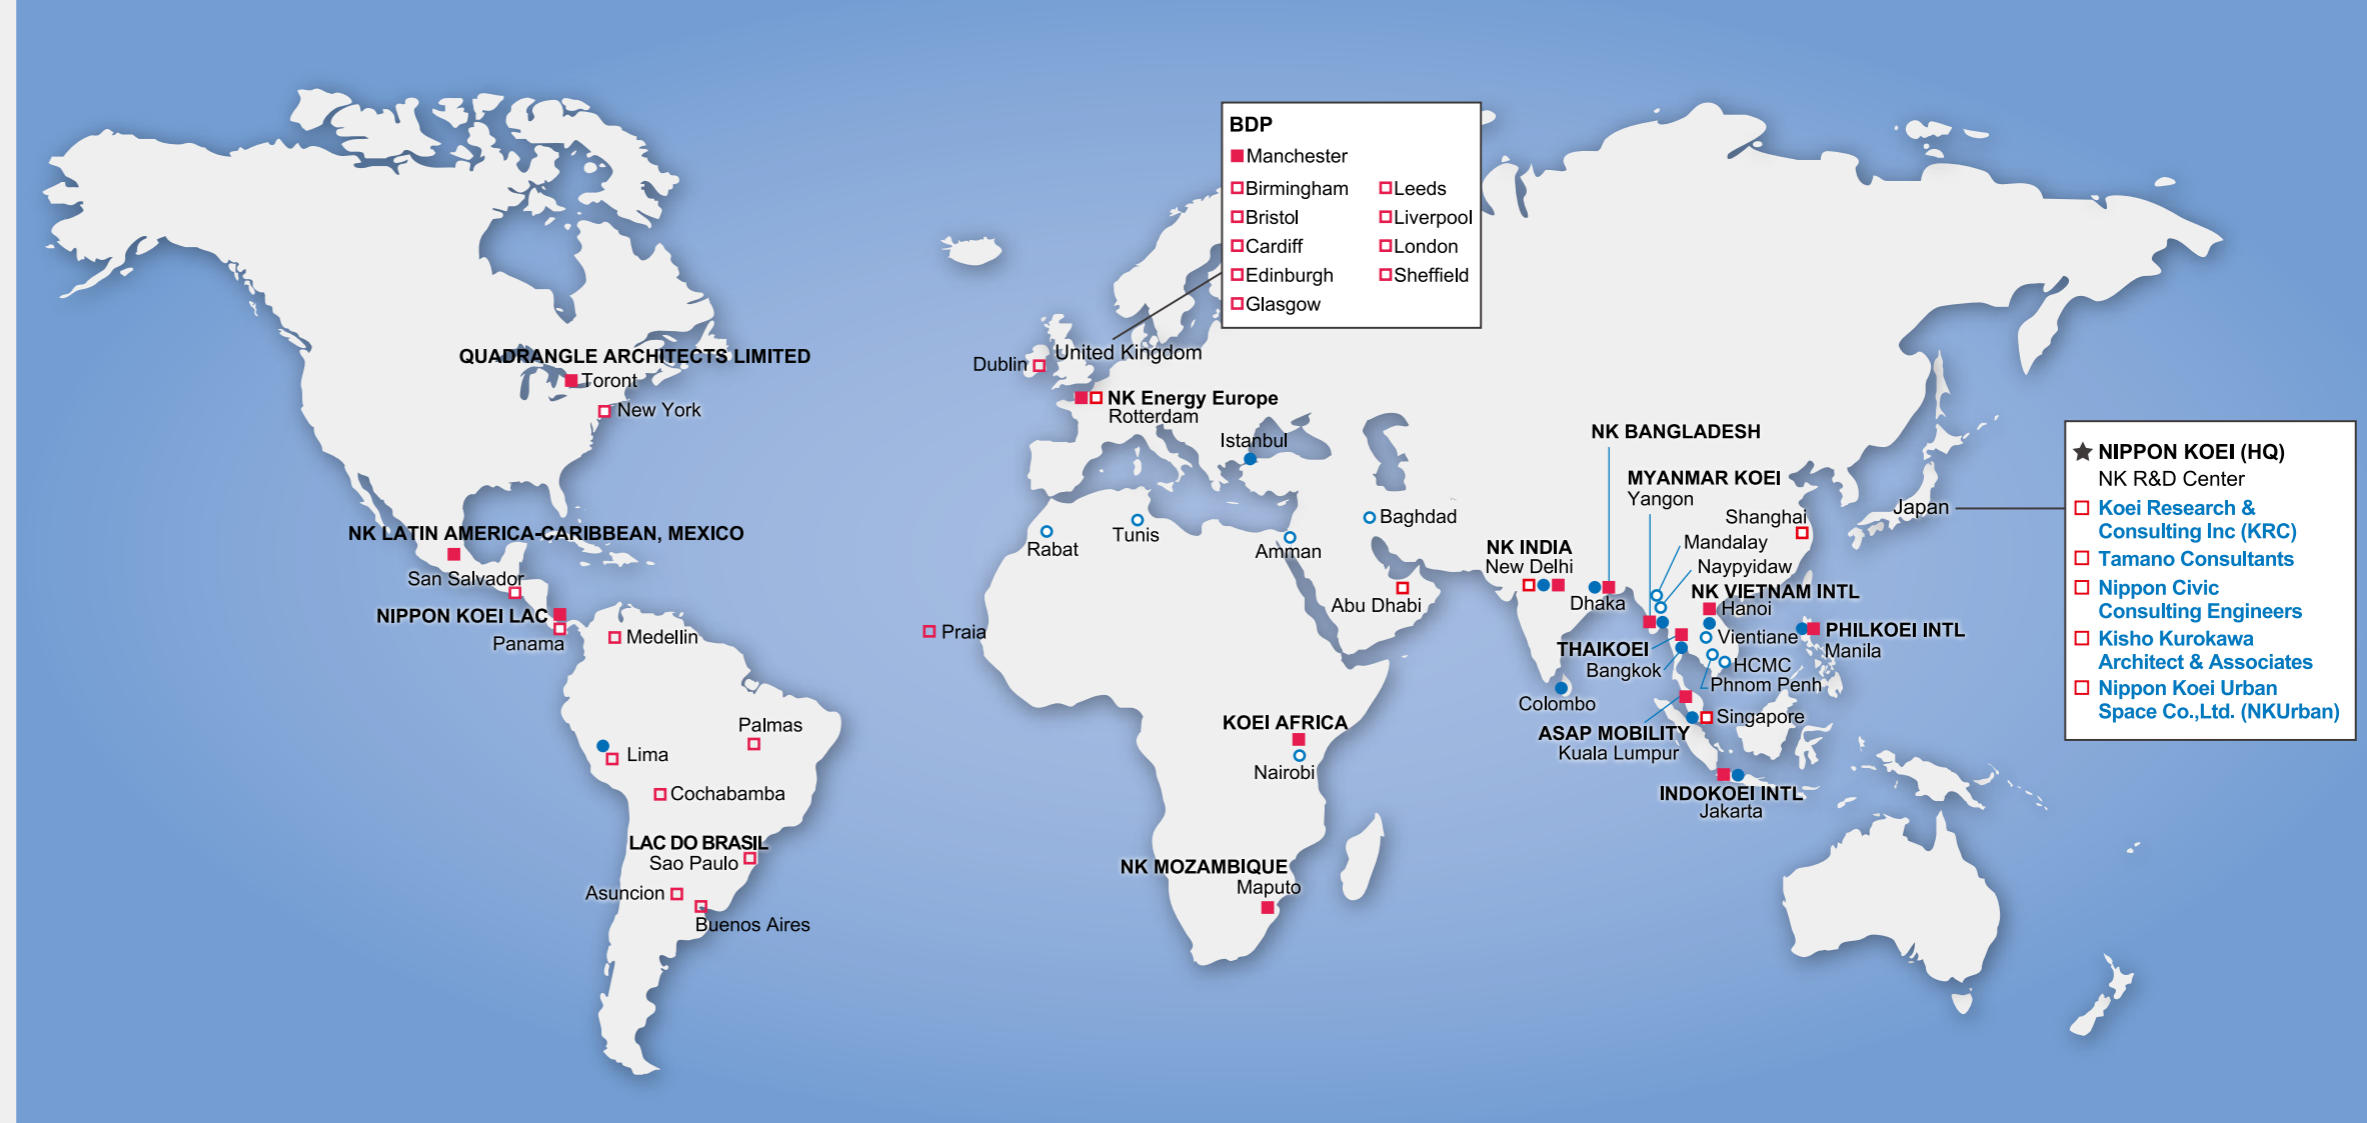 BDP
Manchester
Birmingham
Leeds
Bristol
Liverpool
Cardiff
London
Edinburgh
Sheffield
Glasgow
United Kingdom
Dublin
QUADRANGLE ARCHITECTS LIMITED
Toront
New York
NK Energy Europe
Rotterdam
Istanbul
NK BANGLADESH
MYANMAR KOEI
Yangon
Shanghai
Mandalay
Naypyidaw
NIPPON KOEI (HQ)
NK R&D Center
Koei Research &
Consulting Inc (KRC)
Tamano Consultants
Nippon Civic
Consulting Engineers
Kisho Kurokawa
Architect & Associates
Nippon Koei Urban
Space Co.,Ltd. (NKUrban)
Japan
Baghdad
Rabat
Tunis
Amman
NK LATIN AMERICA-CARIBBEAN, MEXICO
San Salvador
NIPPON KOEI LAC
Panama
Medellin
Praia
Abu Dhabi
NK INDIA
New Delhi
Dhaka
NK VIETNAM INTL
Hanoi
Vientiane
PHILKOEI INTL
Manila
THAIKOEI
Bangkok
HCMC
Phnom Penh
Colombo
Singapore
ASAP MOBILITY
Kuala Lumpur
INDOKOEI INTL
Jakarta
KOEI AFRICA
Nairobi
Palmas
Lima
Cochabamba
LAC DO BRASIL
Sao Paulo
Asuncion
Buenos Aires
NK MOZAMBIQUE
Maputo